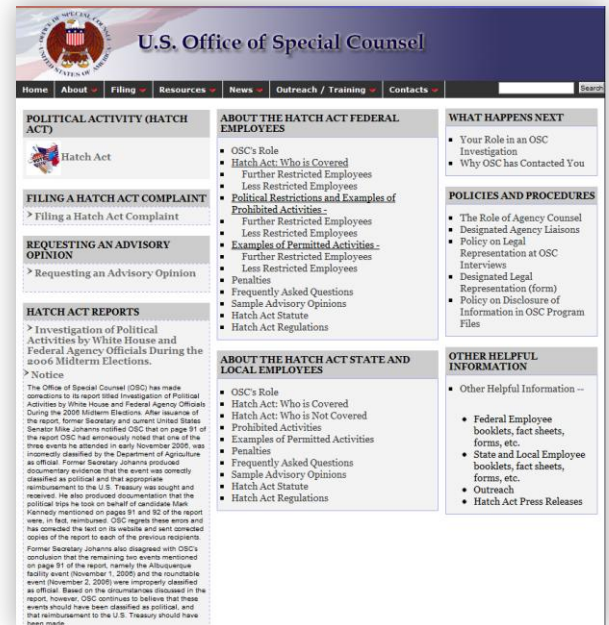 OFFICE OF SPECIAL COUNSEL
UNITED STATES OF
U.S. Office of Special Counsel
Home About Filing Resources News Outreach / Training Contacts Search
POLITICAL ACTIVITY (HATCH
ACT)
Hatch Act
FILING A HATCH ACT COMPLAINT
> Filing a Hatch Act Complaint
REQUESTING AN ADVISORY
OPINION
> Requesting an Advisory Opinion
HATCH ACT REPORTS
> Investigation of Political
Activities by White House and
Federal Agency Officials During the
2006 Midterm Elections.
> Notice
The Office of Special Counsel (OSC) has made
corrections to its report titled Investigation of Political
Activities by White House and Federal Agency Officials
During the 2006 Midterm Elections. After issuance of
the report, former Secretary and current United States
Senator Mike Johanns notified OSC that on page 91 of
the report OSC had erroneously noted that one of the
three events he attended in early November 2006, was
incorrectly classified by the Department of Agriculture
as official. Former Secretary Johanns produced
documentary evidence that the event was correctly
classified as political and that appropriate
reimbursement to the U.S. Treasury was sought and
received. He also produced documentation that the
political trips he took on behalf of candidate Mark
Kennedy mentioned on pages 91 and 92 of the report
were, in fact, reimbursed. OSC regrets these errors and
has corrected the text on its website and sent corrected
copies of the report to each of the previous recipients.
Former Secretary Johanns also disagreed with OSC's
conclusion that the remaining two events mentioned
on page 91 of the report, namely the Albuquerque
facility event (November 1, 2006) and the roundtable
event (November 2, 2006) were improperly classified
as official. Based on the circumstances discussed in the
report, however, OSC continues to believe that these
events should have been classified as political, and
that reimbursement to the U.S. Treasury should have
been made.
ABOUT THE HATCH ACT FEDERAL
EMPLOYEES
OSC's Role
Hatch Act: Who is Covered
Further Restricted Employees
Less Restricted Employees
Political Restrictions and Examples of
Prohibited Activities -
Further Restricted Employees
Less Restricted Employees
Examples of Permitted Activities -
Further Restricted Employees
Less Restricted Employees
Penalties
Frequently Asked Questions
Sample Advisory Opinions
Hatch Act Statute
Hatch Act Regulations
ABOUT THE HATCH ACT STATE AND
LOCAL EMPLOYEES
OSC's Role
Hatch Act: Who is Covered
Hatch Act: Who is Not Covered
Prohibited Activities
Examples of Permitted Activities
Penalties
Frequently Asked Questions
Sample Advisory Opinions
Hatch Act Statute
Hatch Act Regulations
WHAT HAPPENS NEXT
Your Role in an OSC
Investigation
Why OSC has Contacted You
POLICIES AND PROCEDURES
The Role of Agency Counsel
Designated Agency Liaisons
Policy on Legal
Representation at OSC
Interviews
Designated Legal
Representation (form)
Policy on Disclosure of
Information in OSC Program
Files
OTHER HELPFUL
INFORMATION
Other Helpful Information --
Federal Employee
booklets, fact sheets,
forms, etc.
State and Local Employee
booklets, fact sheets,
forms, etc.
Outreach
Hatch Act Press Releases